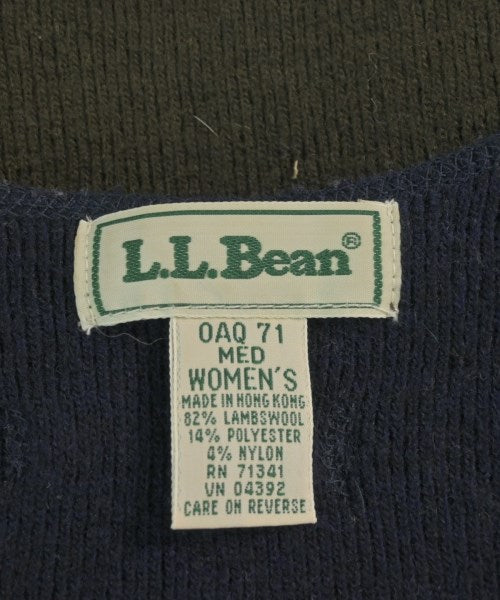 L.L.Bean®
OAQ 71
MED
WOMEN'S
MADE IN HONG KONG
82% LAMBSWOOL
14% POLYESTER
4% NYLON
RN 71341
VN 04392
CARE ON REVERSE